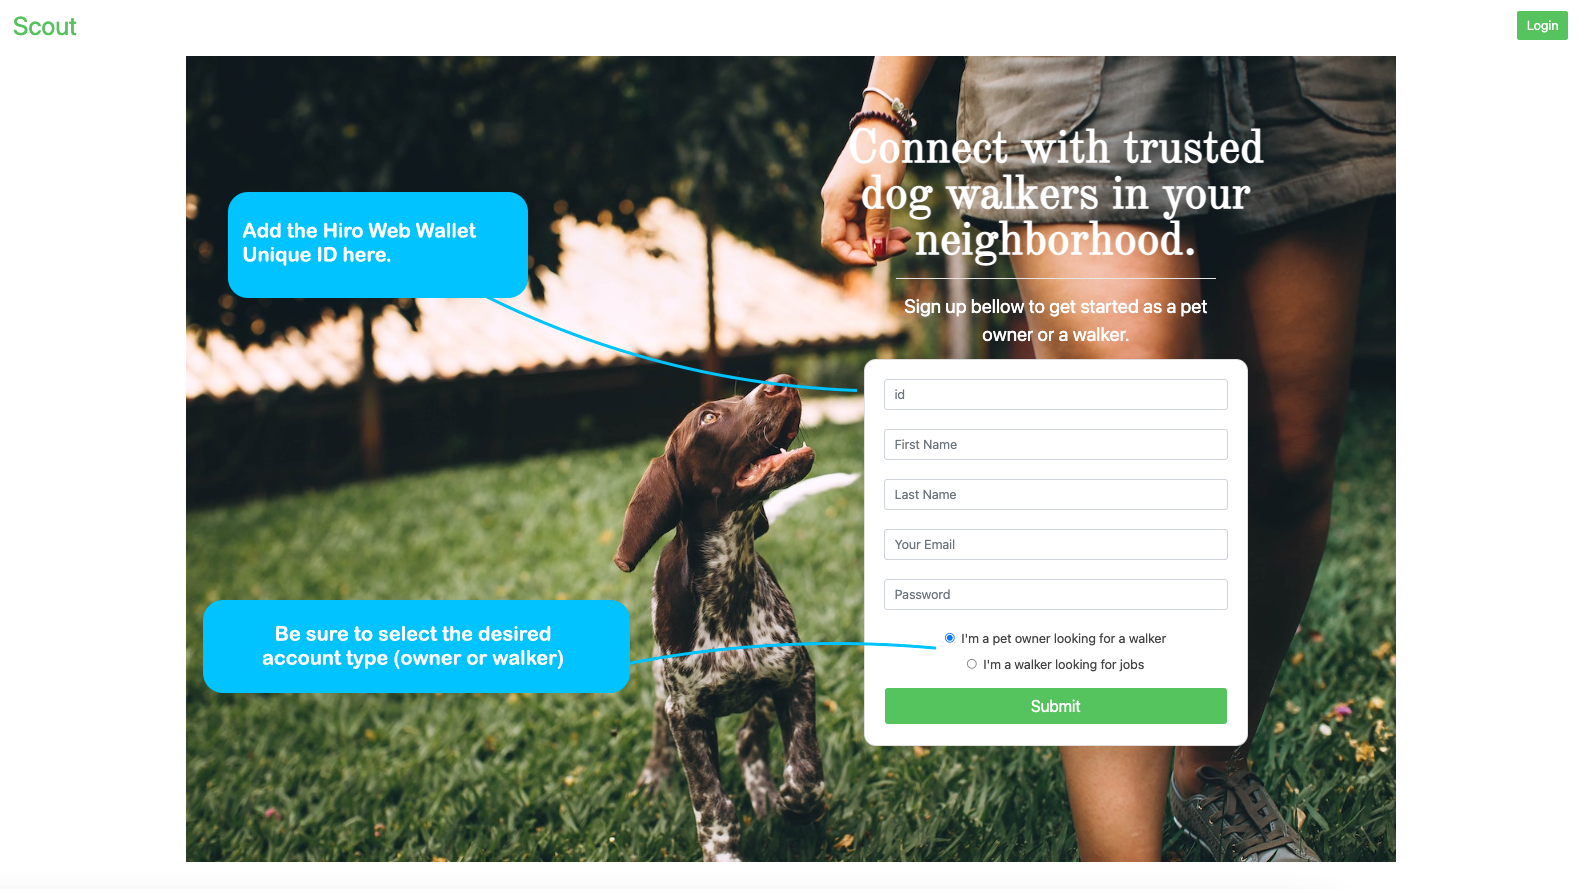 Scout
Login
Connect with trusted
dog walkers in your
neighborhood.
Add the Hiro Web Wallet
Unique ID here.
Sign up bellow to get started as a pet
owner or a walker.
id
First Name
Last Name
Your Email
Password
Be sure to select the desired
account type (owner or walker)
I'm a pet owner looking for a walker
I'm a walker looking for jobs
Submit